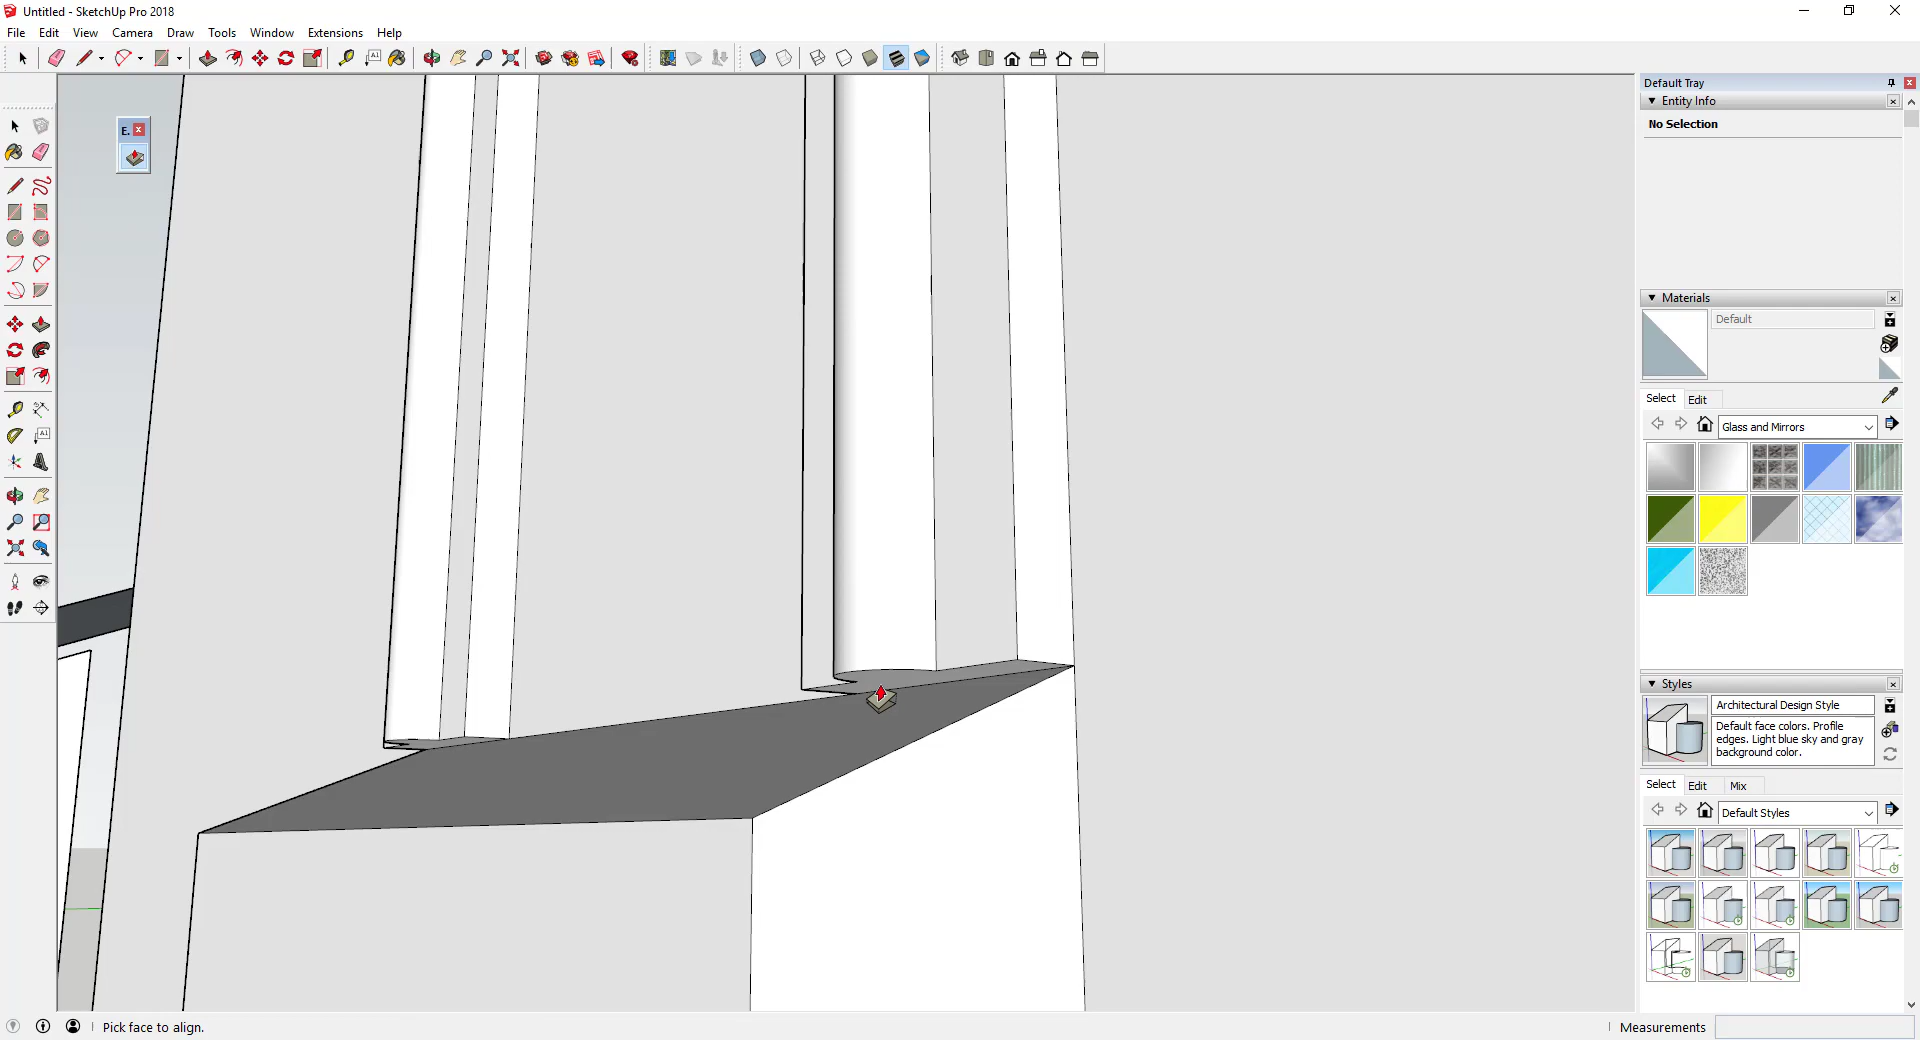 Untitled - SketchUp Pro 2018
File Edit View Camera Draw Tools Window Extensions Help
E.
Default Tray
Entity Info
No Selection
Materials
Default
Select Edit
Glass and Mirrors
Styles
Architectural Design Style
Default face colors. Profile
edges. Light blue sky and gray
background color.
Select Edit Mix
Default Styles
Pick face to align.
Measurements